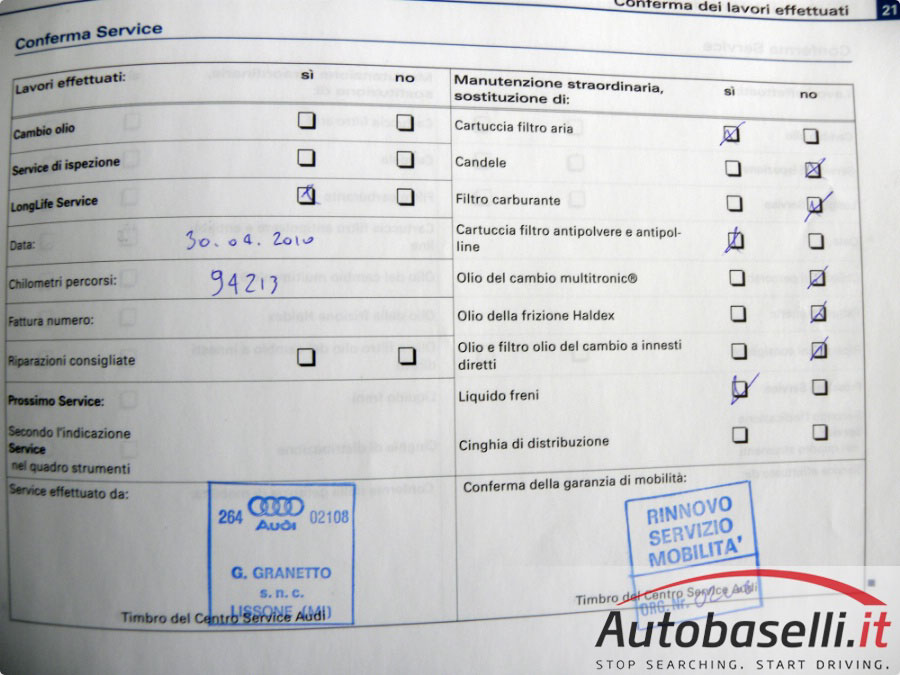 Conferma dei lavori effettuati 21
Conferma Service
Lavori effettuati: sì no
Cambio olio
Service di ispezione
LongLife Service
Data: 30.04.2010
Chilometri percorsi: 94213
Fattura numero:
Riparazioni consigliate
Prossimo Service:
Secondo l'indicazione
Service
nel quadro strumenti
Service effettuato da:
264 02108
Audi
G. GRANETTO
s. n. c.
LISSONE (MI)
Timbro del Centro Service Audi
Manutenzione straordinaria,
sostituzione di: sì no
Cartuccia filtro aria
Candele
Filtro carburante
Cartuccia filtro antipolvere e antipol-
line
Olio del cambio multitronic®
Olio della frizione Haldex
Olio e filtro olio del cambio a innesti
diretti
Liquido freni
Cinghia di distribuzione
Conferma della garanzia di mobilità:
RINNOVO
SERVIZIO
MOBILITA'
ORG. Nr.
Timbro del Centro Service Audi
Autobaselli.it
STOP SEARCHING. START DRIVING.